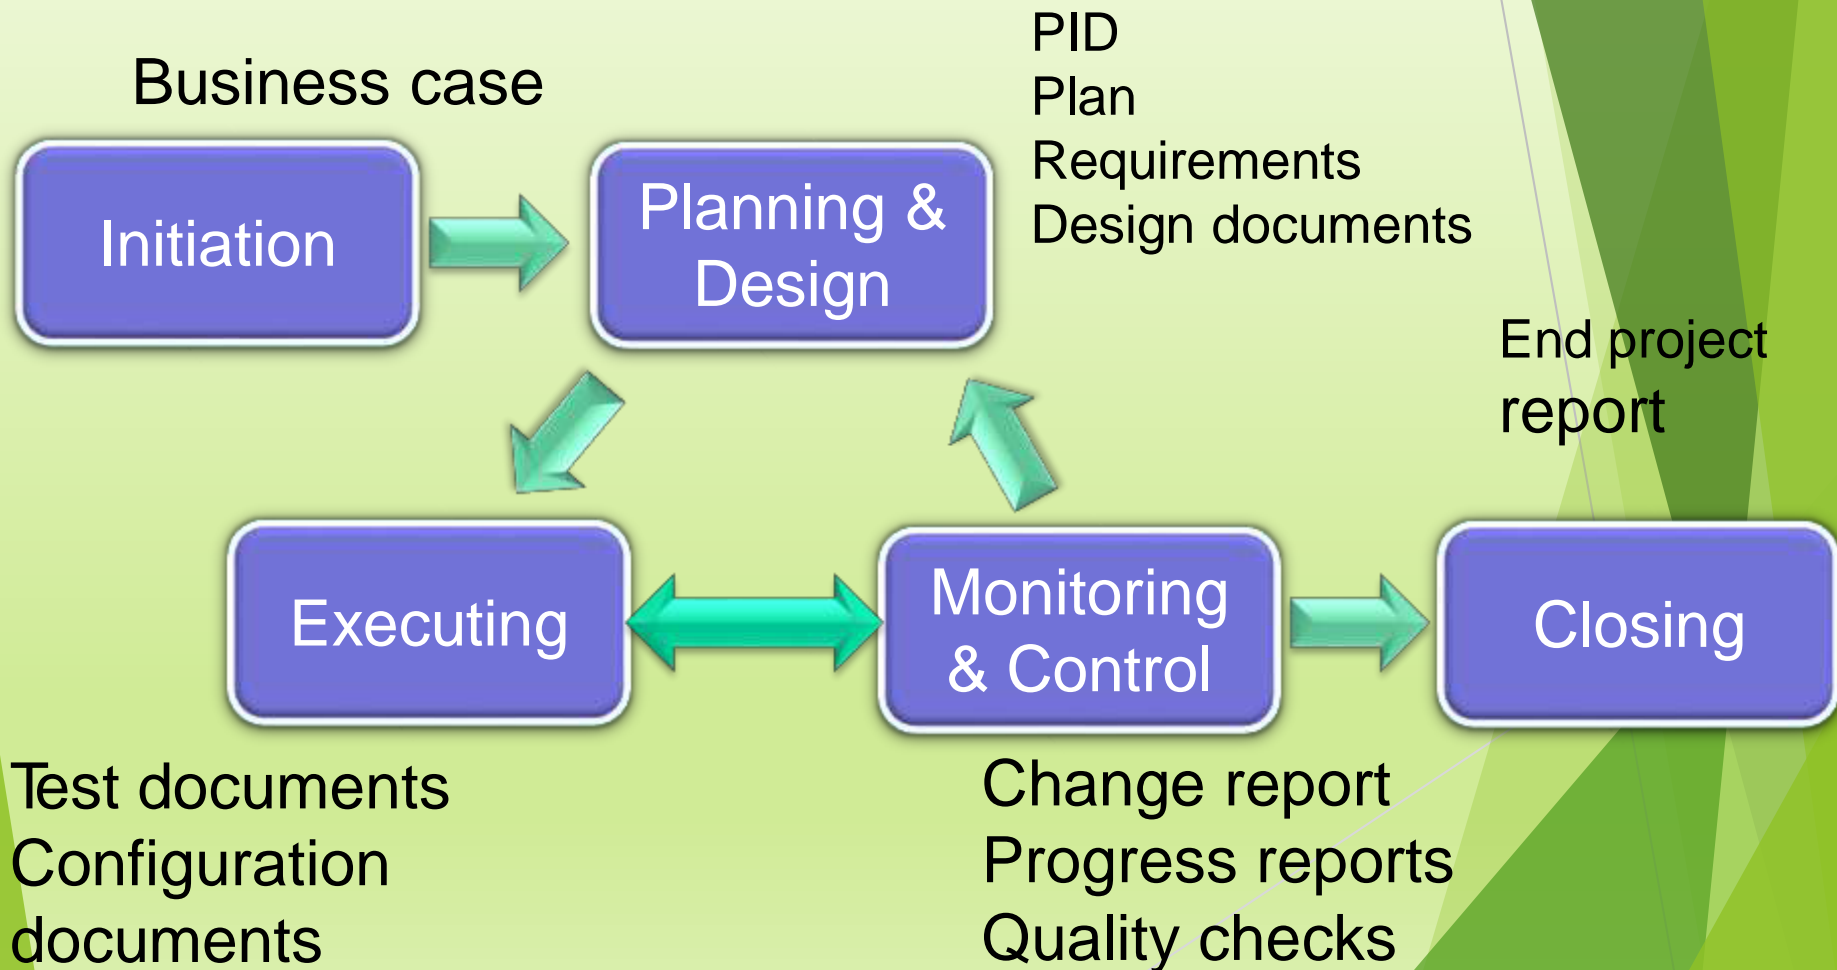 Business case
PID
Plan
Requirements
Design documents
Initiation
Planning &
Design
End project
report
Executing
Monitoring
& Control
Closing
Test documents
Configuration
documents
Change report
Progress reports
Quality checks